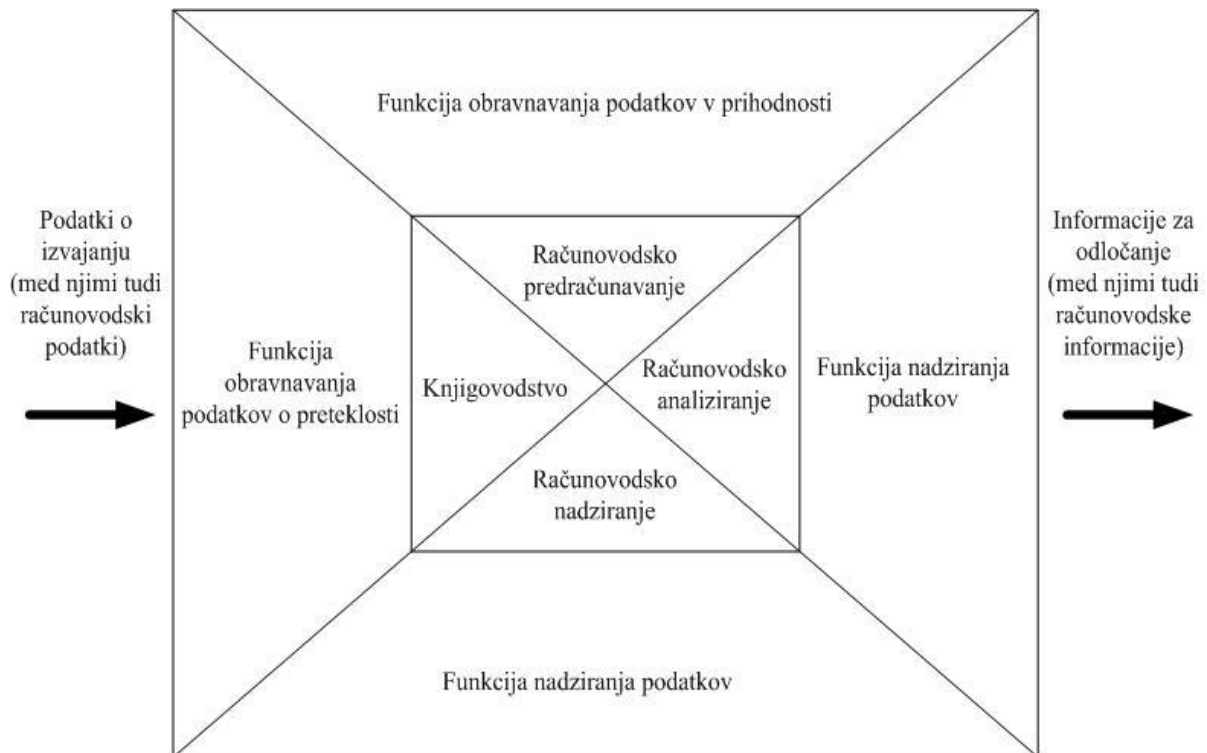 Funkcija obravnavanja podatkov v prihodnosti
Podatki o
izvajanju
(med njimi tudi
računovodski
podatki)
Funkcija
obravnavanja
podatkov o preteklosti
Računovodsko
predračunavanje
Knjigovodstvo
Računovodsko
analiziranje
Računovodsko
nadziranje
Funkcija nadziranja
podatkov
Informacije za
odločanje
(med njimi tudi
računovodske
informacije)
Funkcija nadziranja podatkov